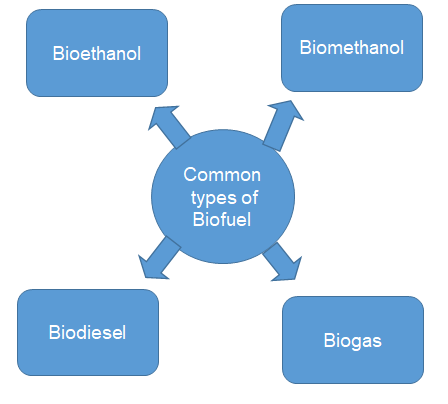 Bioethanol
Biomethanol
Common
types of
Biofuel
Biodiesel
Biogas